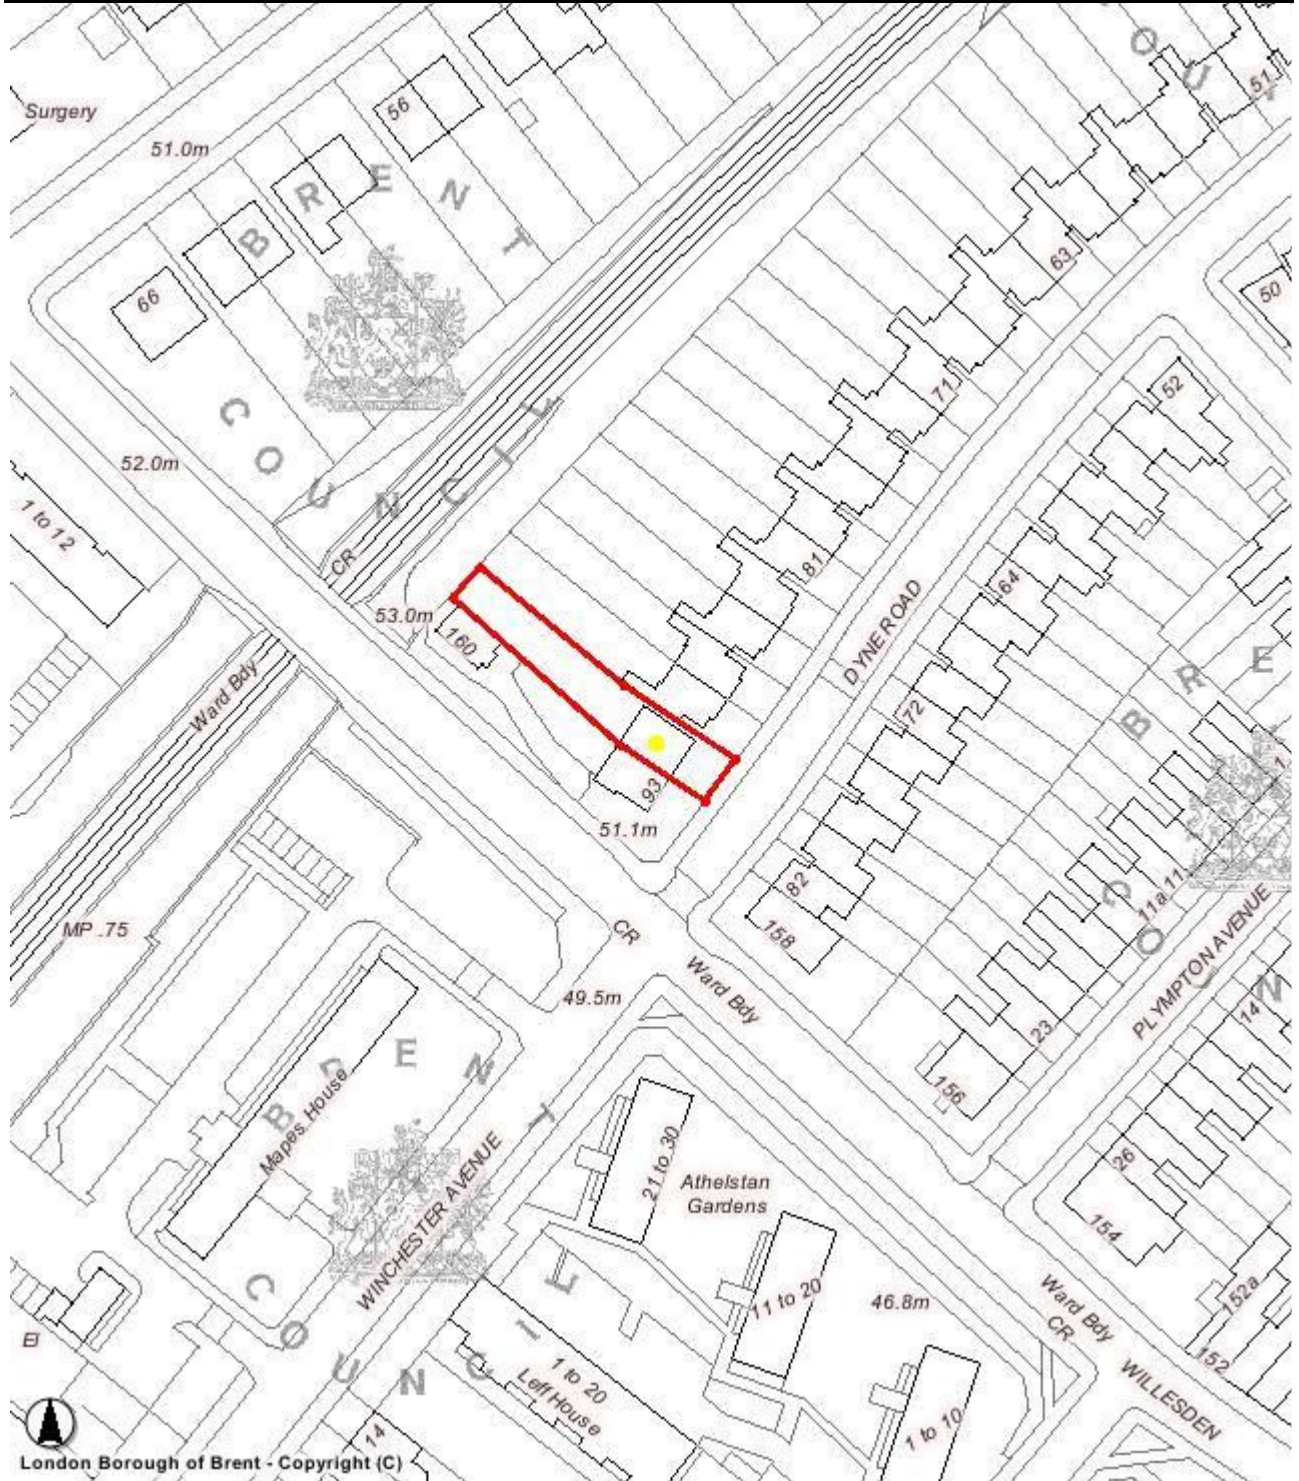 Surgery
51.0m
56
66
BRENT
COUNCIL
OU
51
63
50
52.0m
1 to 12
CR
53.0m
160
71
52
81
64
DYNE ROAD
72
Ward Bdy
93
51.1m
82
158
MP .75
CR
Ward Bdy
49.5m
BRE
COUN
11a
11
1
PLYMPTON AVENUE
14
23
156
26
154
152a
152
Mapes House
BRENT
COUNCIL
WINCHESTER AVENUE
21 to 30
Athelstan
Gardens
11 to 20
46.8m
Ward Bdy
CR
WILLESDEN
El
1 to 20
Leff House
1 to 10
14
London Borough of Brent - Copyright (C)